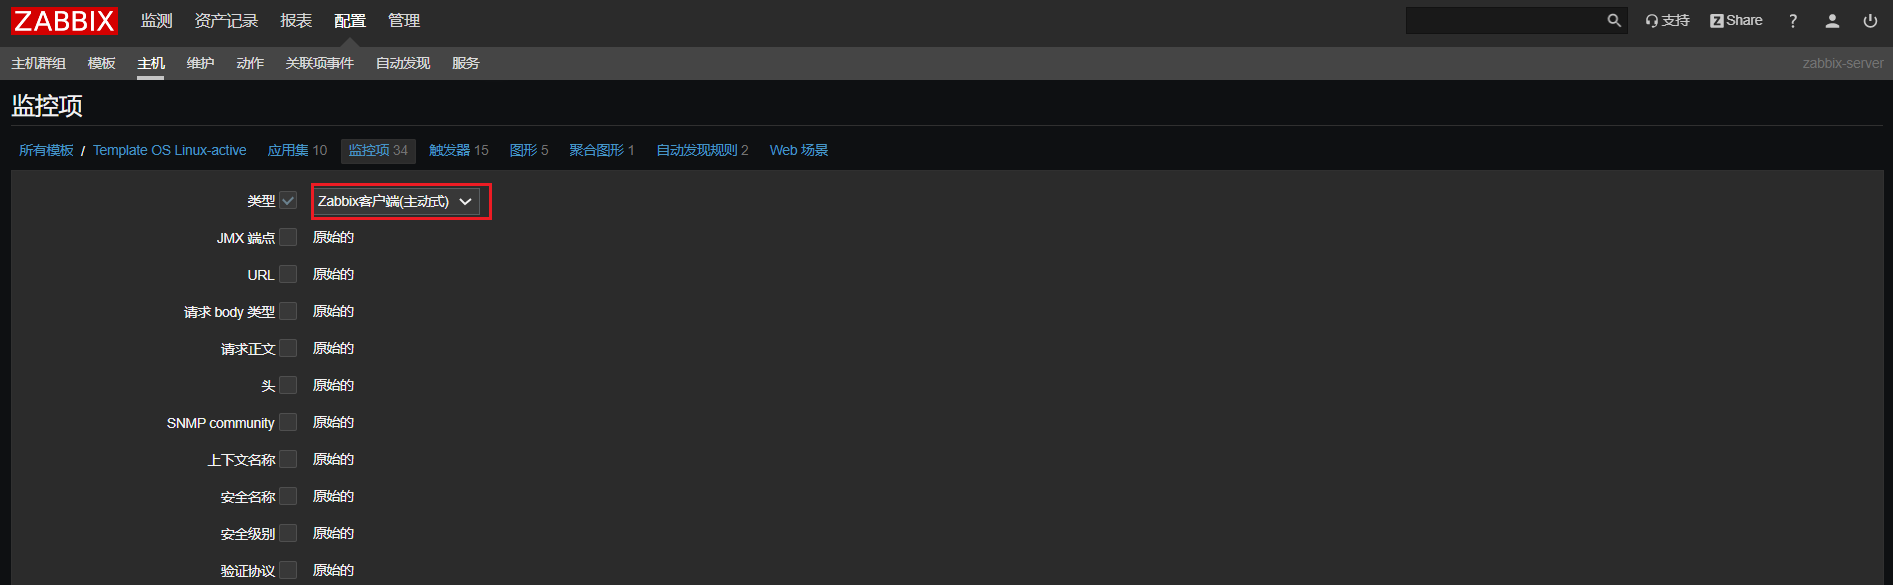 ZABBIX 监测 资产记录 报表 配置 管理 支持 Z Share ?
主机群组 模板 主机 维护 动作 关联项事件 自动发现 服务 zabbix-server
监控项
所有模板 / Template OS Linux-active 应用集 10 监控项 34 触发器 15 图形 5 聚合图形 1 自动发现规则 2 Web 场景
类型 Zabbix客户端(主动式)
JMX 端点 原始的
URL 原始的
请求 body 类型 原始的
请求正文 原始的
头 原始的
SNMP community 原始的
上下文名称 原始的
安全名称 原始的
安全级别 原始的
验证协议 原始的